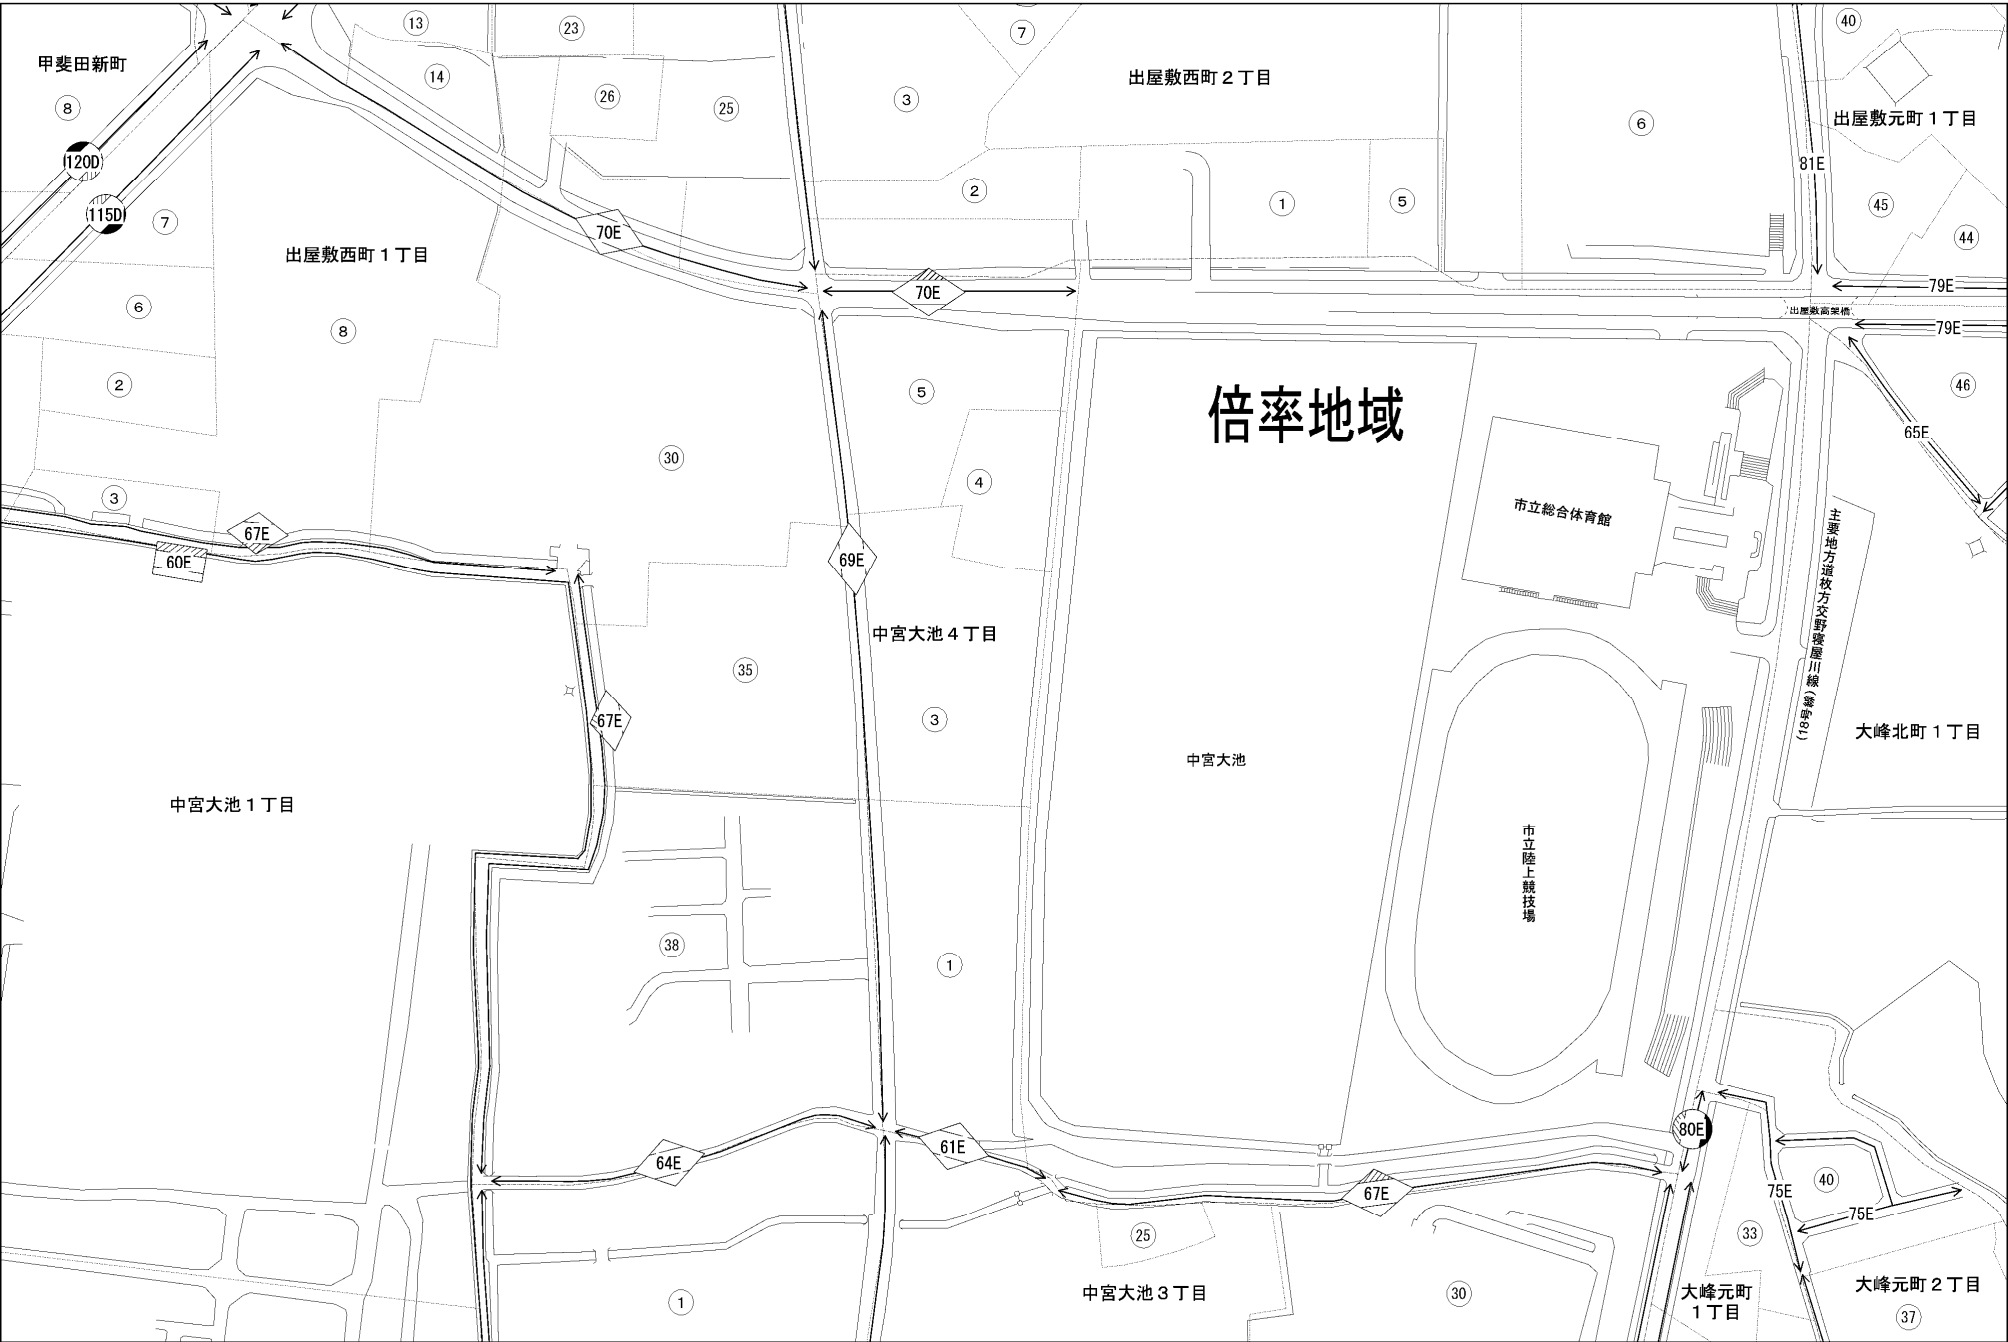 13
23
7
40
甲斐田新町
14
出屋敷西町２丁目
8
26
25
3
6
出屋敷元町１丁目
120D
81E
2
1
5
45
115D
7
70E
44
出屋敷西町１丁目
70E
79E
6
出屋敷高架橋
79E
8
2
5
46
倍率地域
65E
30
4
3
市立総合体育館
67E
60E
69E
主要地方道枚方交野寝屋川線(18号線)
中宮大池４丁目
35
67E
3
大峰北町１丁目
中宮大池
中宮大池１丁目
市立陸上競技場
38
1
80E
61E
64E
67E
75E
40
75E
25
33
中宮大池３丁目
30
大峰元町
１丁目
大峰元町２丁目
1
37